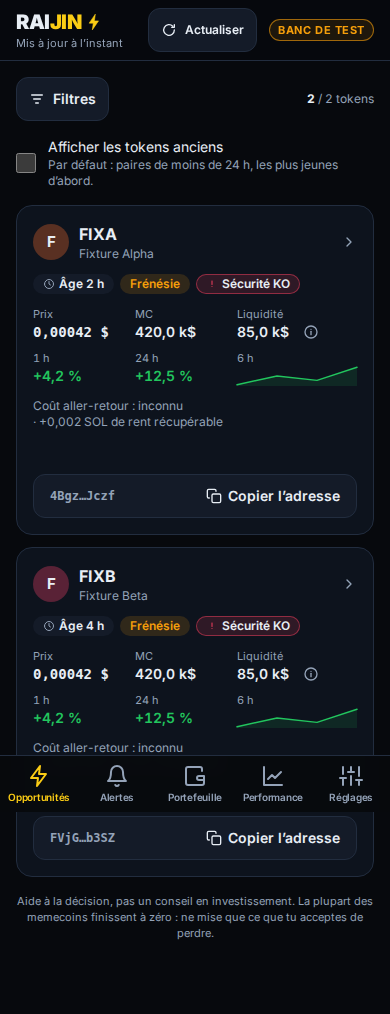 RAIJIN
Mis à jour à l'instant
Actualiser
BANC DE TEST
Filtres
2 / 2 tokens
Afficher les tokens anciens
Par défaut : paires de moins de 24 h, les plus jeunes
d'abord.
F
FIXA
Fixture Alpha
Âge 2 h
Frénésie
! Sécurité KO
Prix
MC
Liquidité
0,00042 $
420,0 k$
85,0 k$
1 h
24 h
6 h
+4,2 %
+12,5 %
Coût aller-retour : inconnu
· +0,002 SOL de rent récupérable
4Bgz…Jczf
Copier l’adresse
F
FIXB
Fixture Beta
Âge 4 h
Frénésie
! Sécurité KO
Prix
MC
Liquidité
0,00042 $
420,0 k$
85,0 k$
1 h
24 h
6 h
+4,2 %
+12,5 %
Coût aller-retour : inconnu
Opportunités
Alertes
Portefeuille
Performance
Réglages
FVjG…b3SZ
Copier l’adresse
Aide à la décision, pas un conseil en investissement. La plupart des
memecoins finissent à zéro : ne mise que ce que tu acceptes de
perdre.